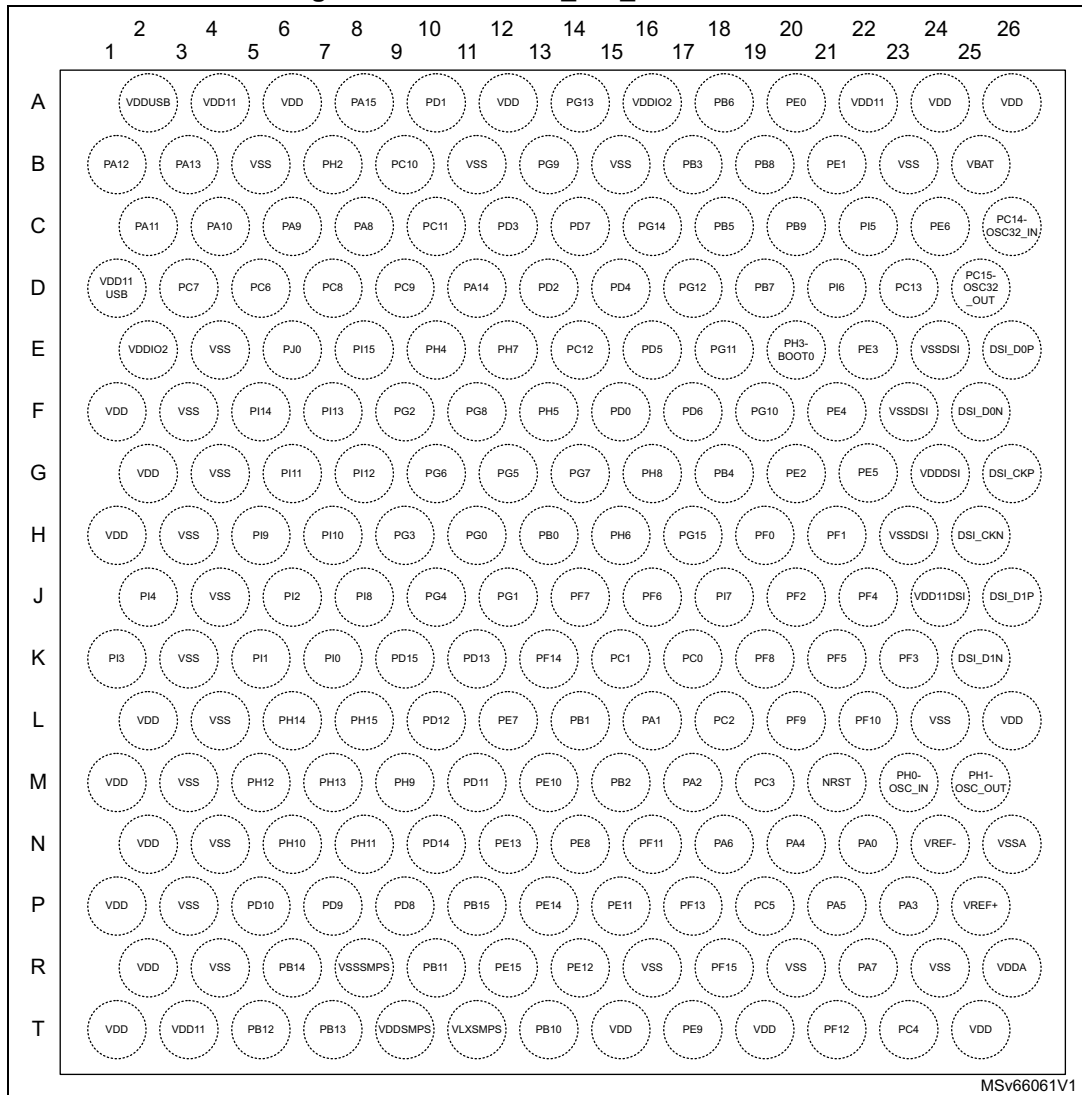 2 4 6 8 10 12 14 16 18 20 22 24 26
1 3 5 7 9 11 13 15 17 19 21 23 25
A VDDUSB VDD11 VDD PA15 PD1 VDD PG13 VDDIO2 PB6 PE0 VDD11 VDD VDD
B PA12 PA13 VSS PH2 PC10 VSS PG9 VSS PB3 PB8 PE1 VSS VBAT
C PA11 PA10 PA9 PA8 PC11 PD3 PD7 PG14 PB5 PB9 PI5 PE6 PC14-
OSC32_IN
D VDD11
USB PC7 PC6 PC8 PC9 PA14 PD2 PD4 PG12 PB7 PI6 PC13 PC15-
OSC32
_OUT
E VDDIO2 VSS PJ0 PI15 PH4 PH7 PC12 PD5 PG11 PH3-
BOOT0 PE3 VSSDSI DSI_D0P
F VDD VSS PI14 PI13 PG2 PG8 PH5 PD0 PD6 PG10 PE4 VSSDSI DSI_D0N
G VDD VSS PI11 PI12 PG6 PG5 PG7 PH8 PB4 PE2 PE5 VDDDSI DSI_CKP
H VDD VSS PI9 PI10 PG3 PG0 PB0 PH6 PG15 PF0 PF1 VSSDSI DSI_CKN
J PI4 VSS PI2 PI8 PG4 PG1 PF7 PF6 PI7 PF2 PF4 VDD11DSI DSI_D1P
K PI3 VSS PI1 PI0 PD15 PD13 PF14 PC1 PC0 PF8 PF5 PF3 DSI_D1N
L VDD VSS PH14 PH15 PD12 PE7 PB1 PA1 PC2 PF9 PF10 VSS VDD
M VDD VSS PH12 PH13 PH9 PD11 PE10 PB2 PA2 PC3 NRST PH0-
OSC_IN PH1-
OSC_OUT
N VDD VSS PH10 PH11 PD14 PE13 PE8 PF11 PA6 PA4 PA0 VREF- VSSA
P VDD VSS PD10 PD9 PD8 PB15 PE14 PE11 PF13 PC5 PA5 PA3 VREF+
R VDD VSS PB14 VSSSMPS PB11 PE15 PE12 VSS PF15 VSS PA7 VSS VDDA
T VDD VDD11 PB12 PB13 VDDSMPS VLXSMPS PB10 VDD PE9 VDD PF12 PC4 VDD
MSv66061V1